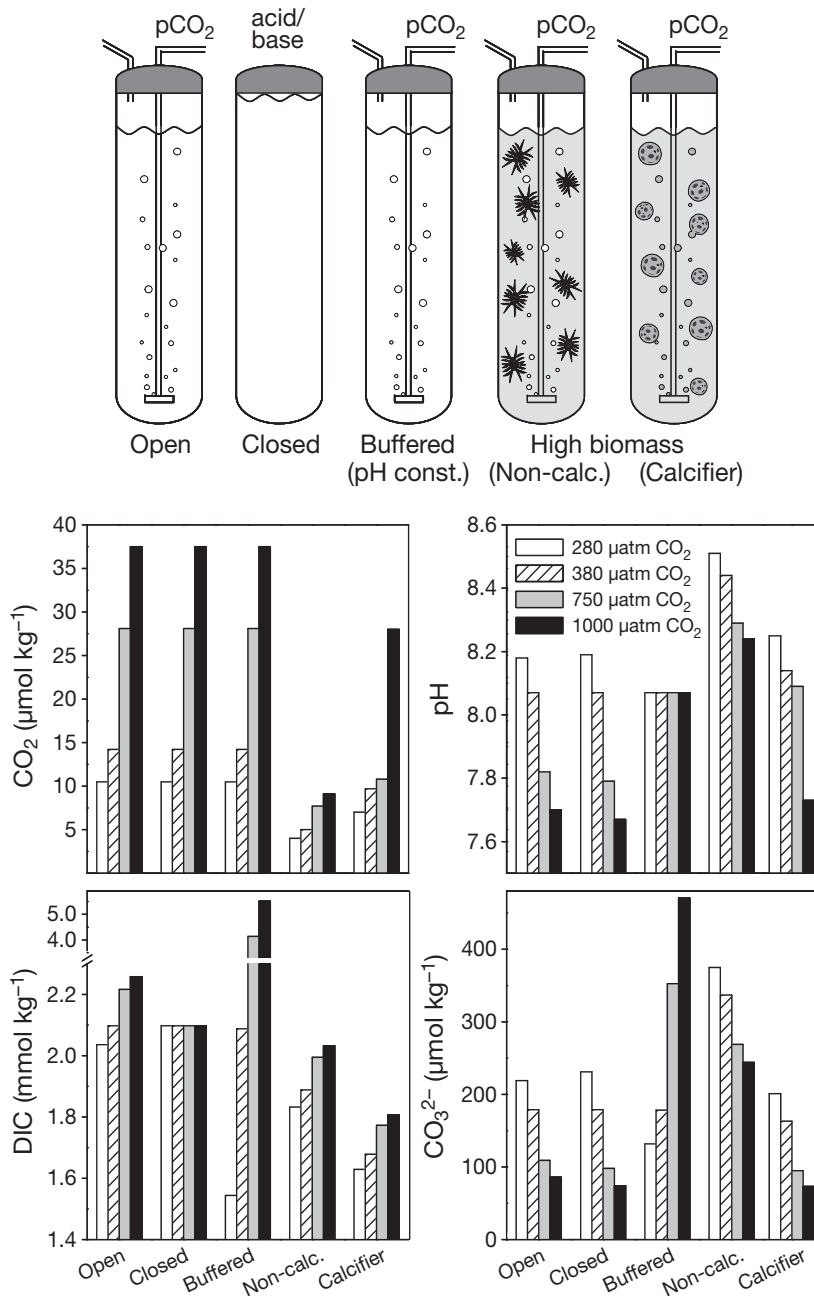 pCO₂
acid/
base
pCO₂
pCO₂
pCO₂
Open
Closed
Buffered
(pH const.)
High biomass
(Non-calc.)
(Calcifier)
40
35
30
25
20
15
10
5
CO₂ (µmol kg⁻¹)
8.6
8.4
8.2
8.0
7.8
7.6
pH
280 µatm CO₂
380 µatm CO₂
750 µatm CO₂
1000 µatm CO₂
5.0
4.0
2.2
2.0
1.8
1.6
1.4
DIC (mmol kg⁻¹)
Open
Closed
Buffered
Non-calc.
Calcifier
400
300
200
100
0
CO₃²⁻ (µmol kg⁻¹)
Open
Closed
Buffered
Non-calc.
Calcifier